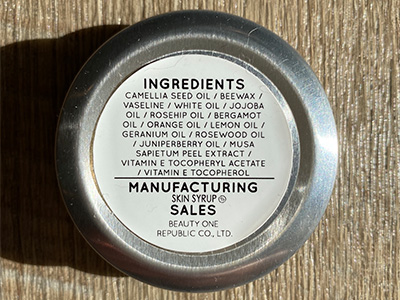 INGREDIENTS
CAMELLIA SEED OIL / BEEWAX /
VASELINE / WHITE OIL / JOJOBA
OIL / ROSEHIP OIL / BERGAMOT
OIL / ORANGE OIL / LEMON OIL /
GERANIUM OIL / ROSEWOOD OIL
/ JUNIPERBERRY OIL / MUSA
SAPIETUM PEEL EXTRACT /
VITAMIN E TOCOPHERYL ACETATE
/ VITAMIN E TOCOPHEROL
MANUFACTURING
SKIN SYRUP
SALES
BEAUTY ONE
REPUBLIC CO., LTD.